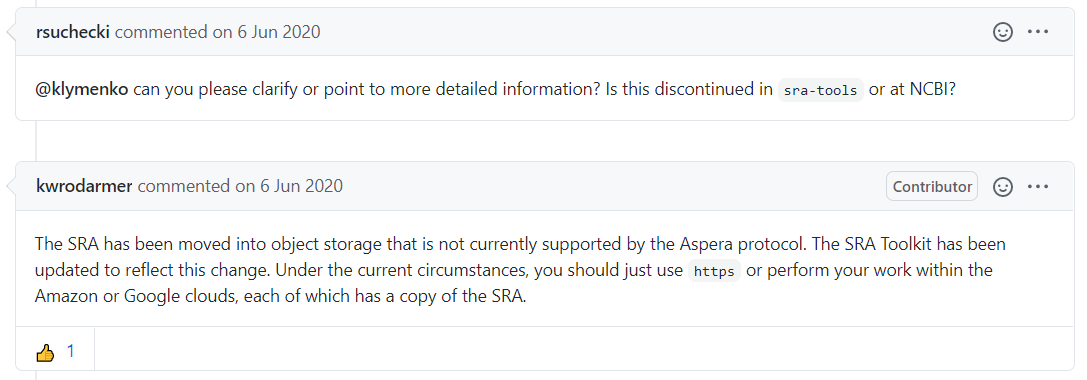 rsuchecki commented on 6 Jun 2020
@klymenko can you please clarify or point to more detailed information? Is this discontinued in sra-tools or at NCBI?
kwrodarmer commented on 6 Jun 2020 Contributor
The SRA has been moved into object storage that is not currently supported by the Aspera protocol. The SRA Toolkit has been
updated to reflect this change. Under the current circumstances, you should just use https or perform your work within the
Amazon or Google clouds, each of which has a copy of the SRA.
1